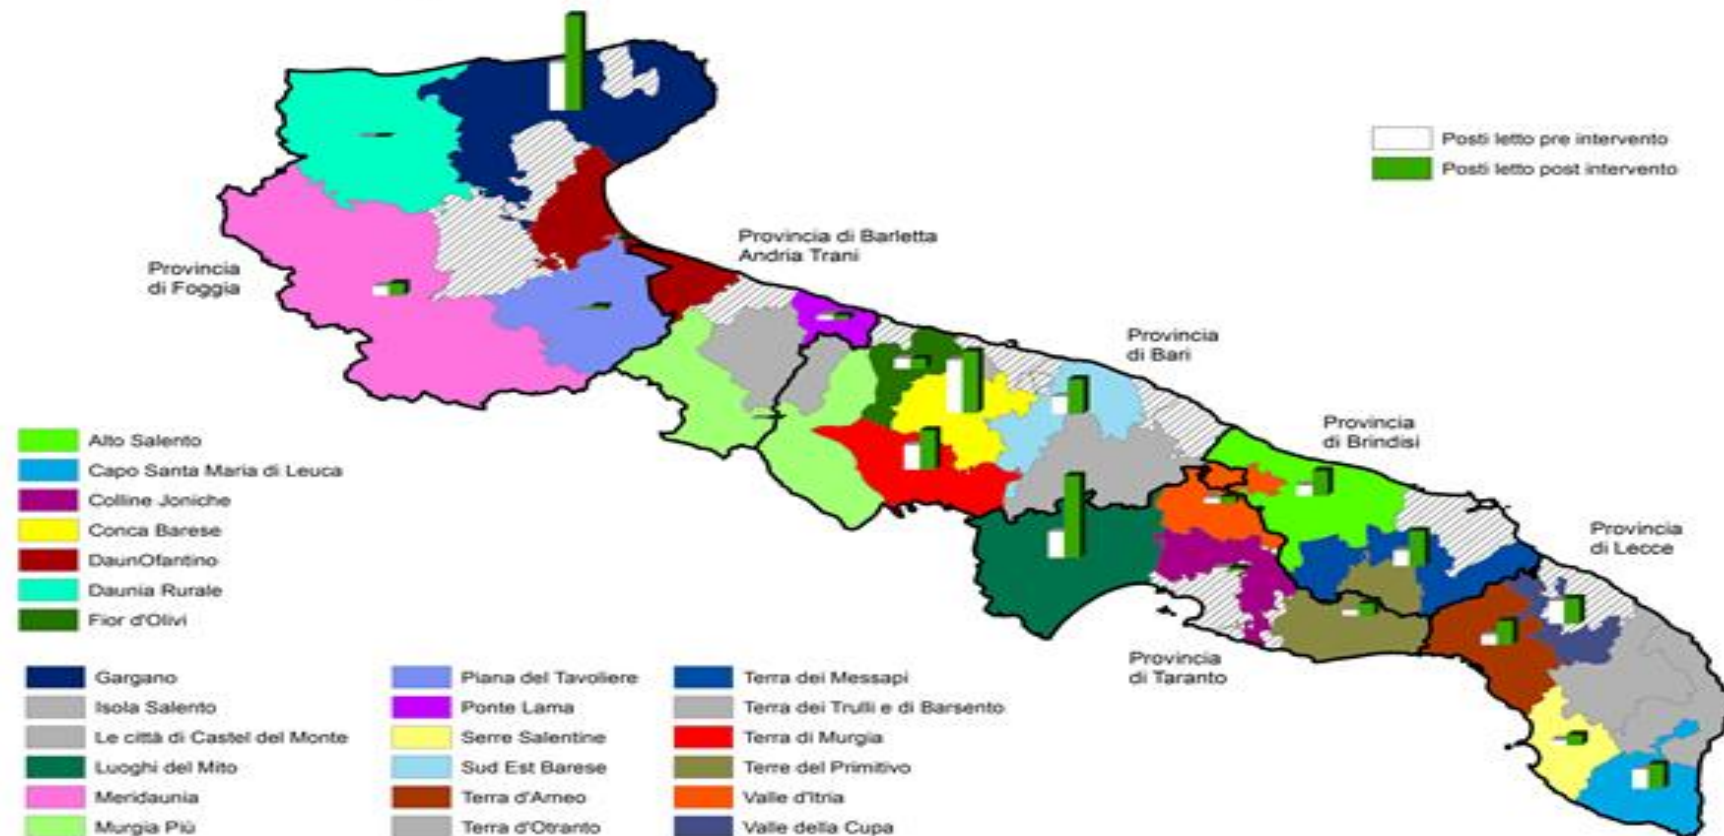 Posti letto pre intervento
Posti letto post intervento
Provincia di Barletta
Andria Trani
Provincia
di Foggia
Provincia
di Bari
Provincia
di Brindisi
Provincia
di Lecce
Provincia
di Taranto
Alto Salento
Capo Santa Maria di Leuca
Colline Joniche
Conca Barese
DaunOfantino
Daunia Rurale
Fior d'Olivi
Gargano
Isola Salento
Le città di Castel del Monte
Luoghi del Mito
Meridaunia
Murgia Più
Piana del Tavoliere
Ponte Lama
Serre Salentine
Sud Est Barese
Terra d'Arneo
Terra d'Otranto
Terra dei Messapi
Terra dei Trulli e di Barsento
Terra di Murgia
Terre del Primitivo
Valle d'Itria
Valle della Cupa